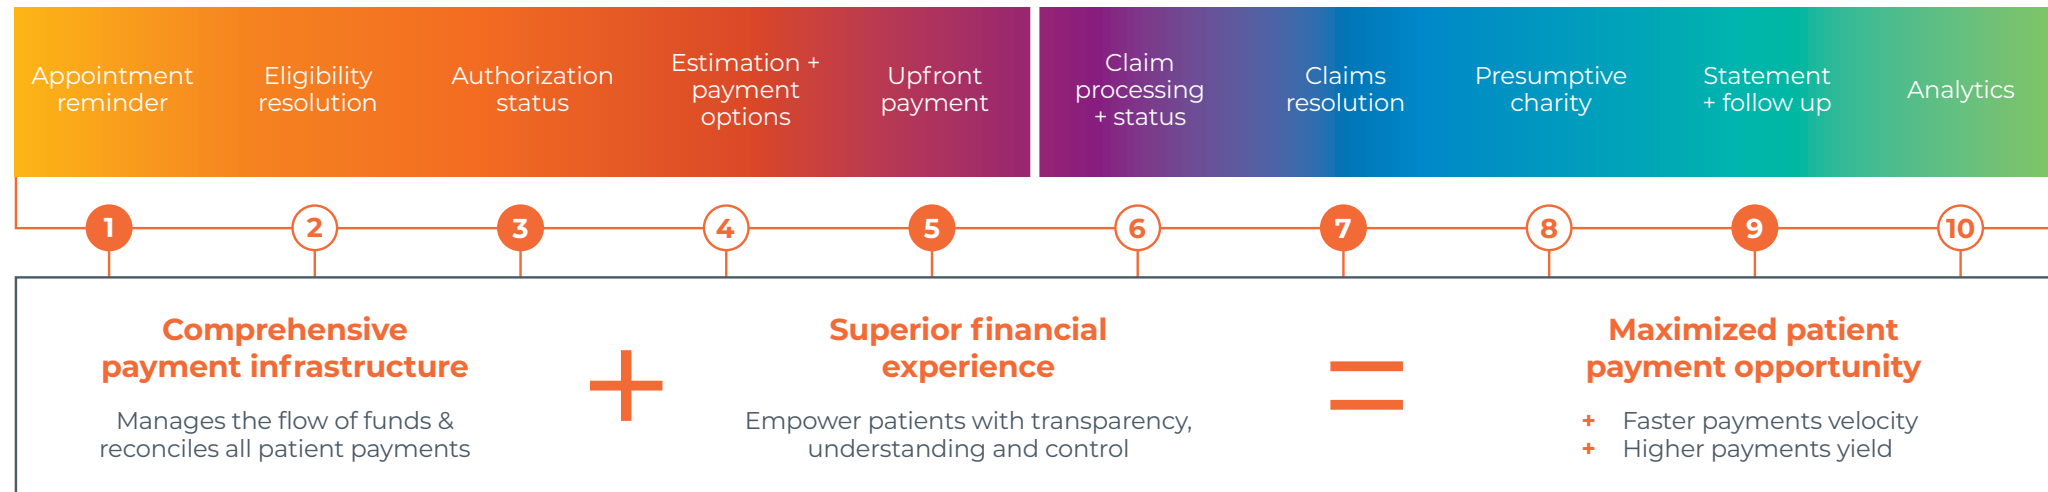 Appointment
reminder
Eligibility
resolution
Authorization
status
Estimation +
payment
options
Upfront
payment
Claim
processing
+ status
Claims
resolution
Presumptive
charity
Statement
+ follow up
Analytics
1
2
3
4
5
6
7
8
9
10
Comprehensive
payment infrastructure
Manages the flow of funds &
reconciles all patient payments
+
Superior financial
experience
Empower patients with transparency,
understanding and control
=
Maximized patient
payment opportunity
+ Faster payments velocity
+ Higher payments yield